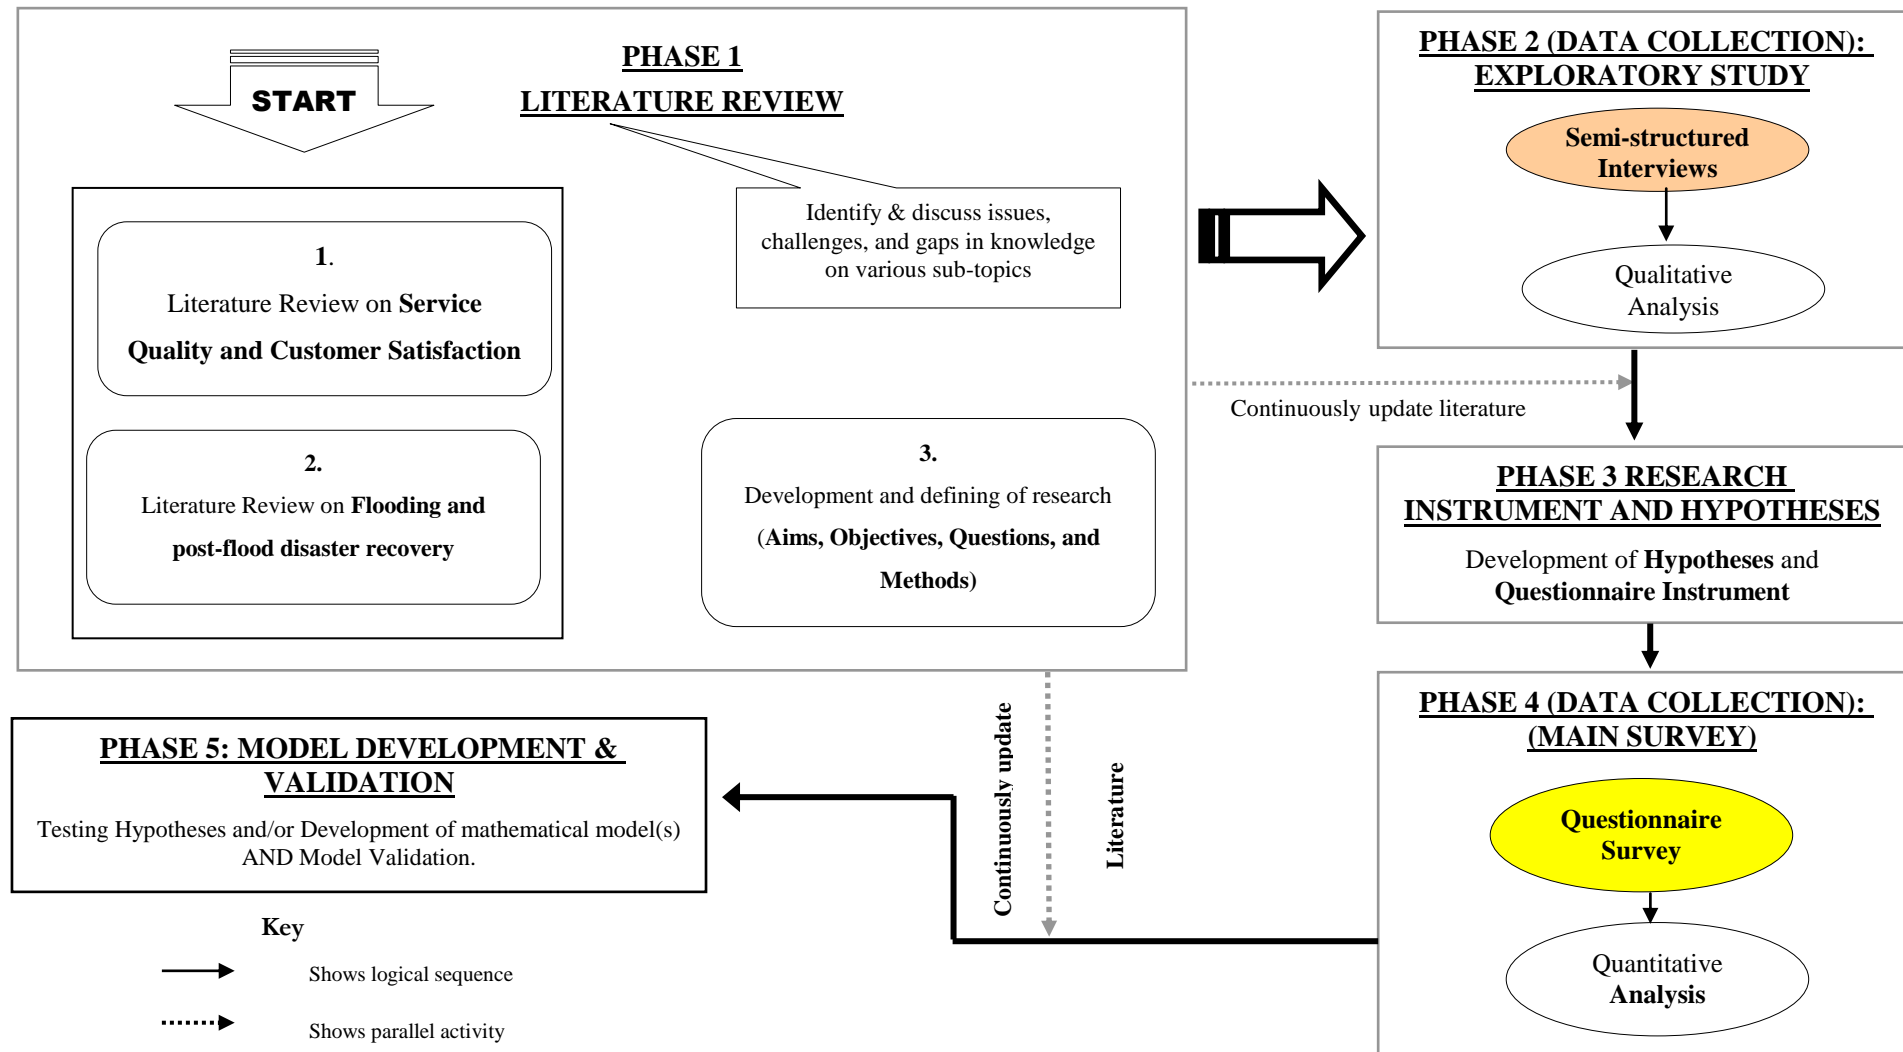 START
PHASE 1
LITERATURE REVIEW
Identify & discuss issues,
challenges, and gaps in knowledge
on various sub-topics
1.
Literature Review on Service
Quality and Customer Satisfaction
2.
Literature Review on Flooding and
post-flood disaster recovery
3.
Development and defining of research
(Aims, Objectives, Questions, and
Methods)
PHASE 2 (DATA COLLECTION):
EXPLORATORY STUDY
Semi-structured
Interviews
Qualitative
Analysis
Continuously update literature
PHASE 3 RESEARCH
INSTRUMENT AND HYPOTHESES
Development of Hypotheses and
Questionnaire Instrument
PHASE 4 (DATA COLLECTION):
(MAIN SURVEY)
Questionnaire
Survey
Quantitative
Analysis
Continuously update
Literature
PHASE 5: MODEL DEVELOPMENT &
VALIDATION
Testing Hypotheses and/or Development of mathematical model(s)
AND Model Validation.
Key
Shows logical sequence
Shows parallel activity